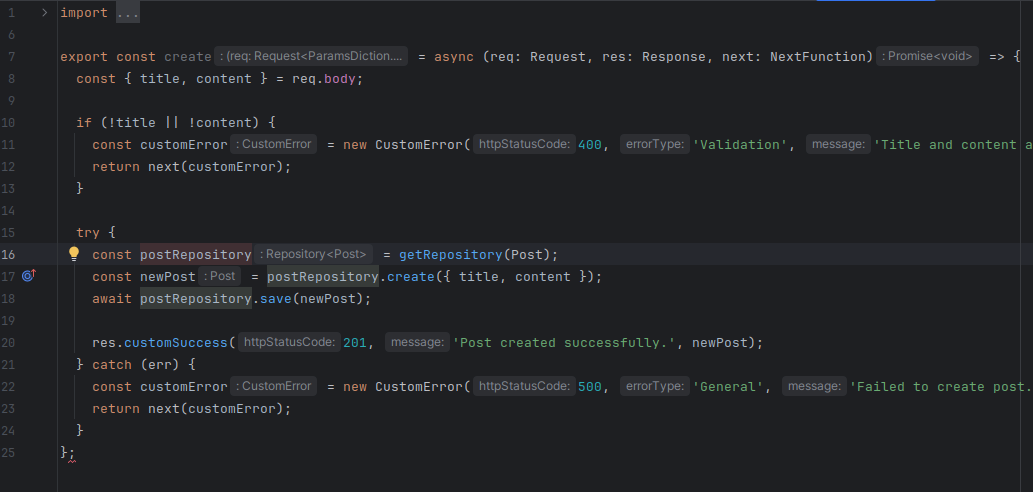 1 import ...
6
7 export const create : (req: Request<ParamsDiction.... = async (req: Request, res: Response, next: NextFunction) : Promise<void> => {
8 const { title, content } = req.body;
9
10 if (!title || !content) {
11 const customError : CustomError = new CustomError( httpStatusCode: 400, errorType: 'Validation', message: 'Title and content a
12 return next(customError);
13 }
14
15 try {
16 const postRepository : Repository<Post> = getRepository(Post);
17 const newPost : Post = postRepository.create({ title, content });
18 await postRepository.save(newPost);
19
20 res.customSuccess( httpStatusCode: 201, message: 'Post created successfully.', newPost);
21 } catch (err) {
22 const customError : CustomError = new CustomError( httpStatusCode: 500, errorType: 'General', message: 'Failed to create post.
23 return next(customError);
24 }
25 };